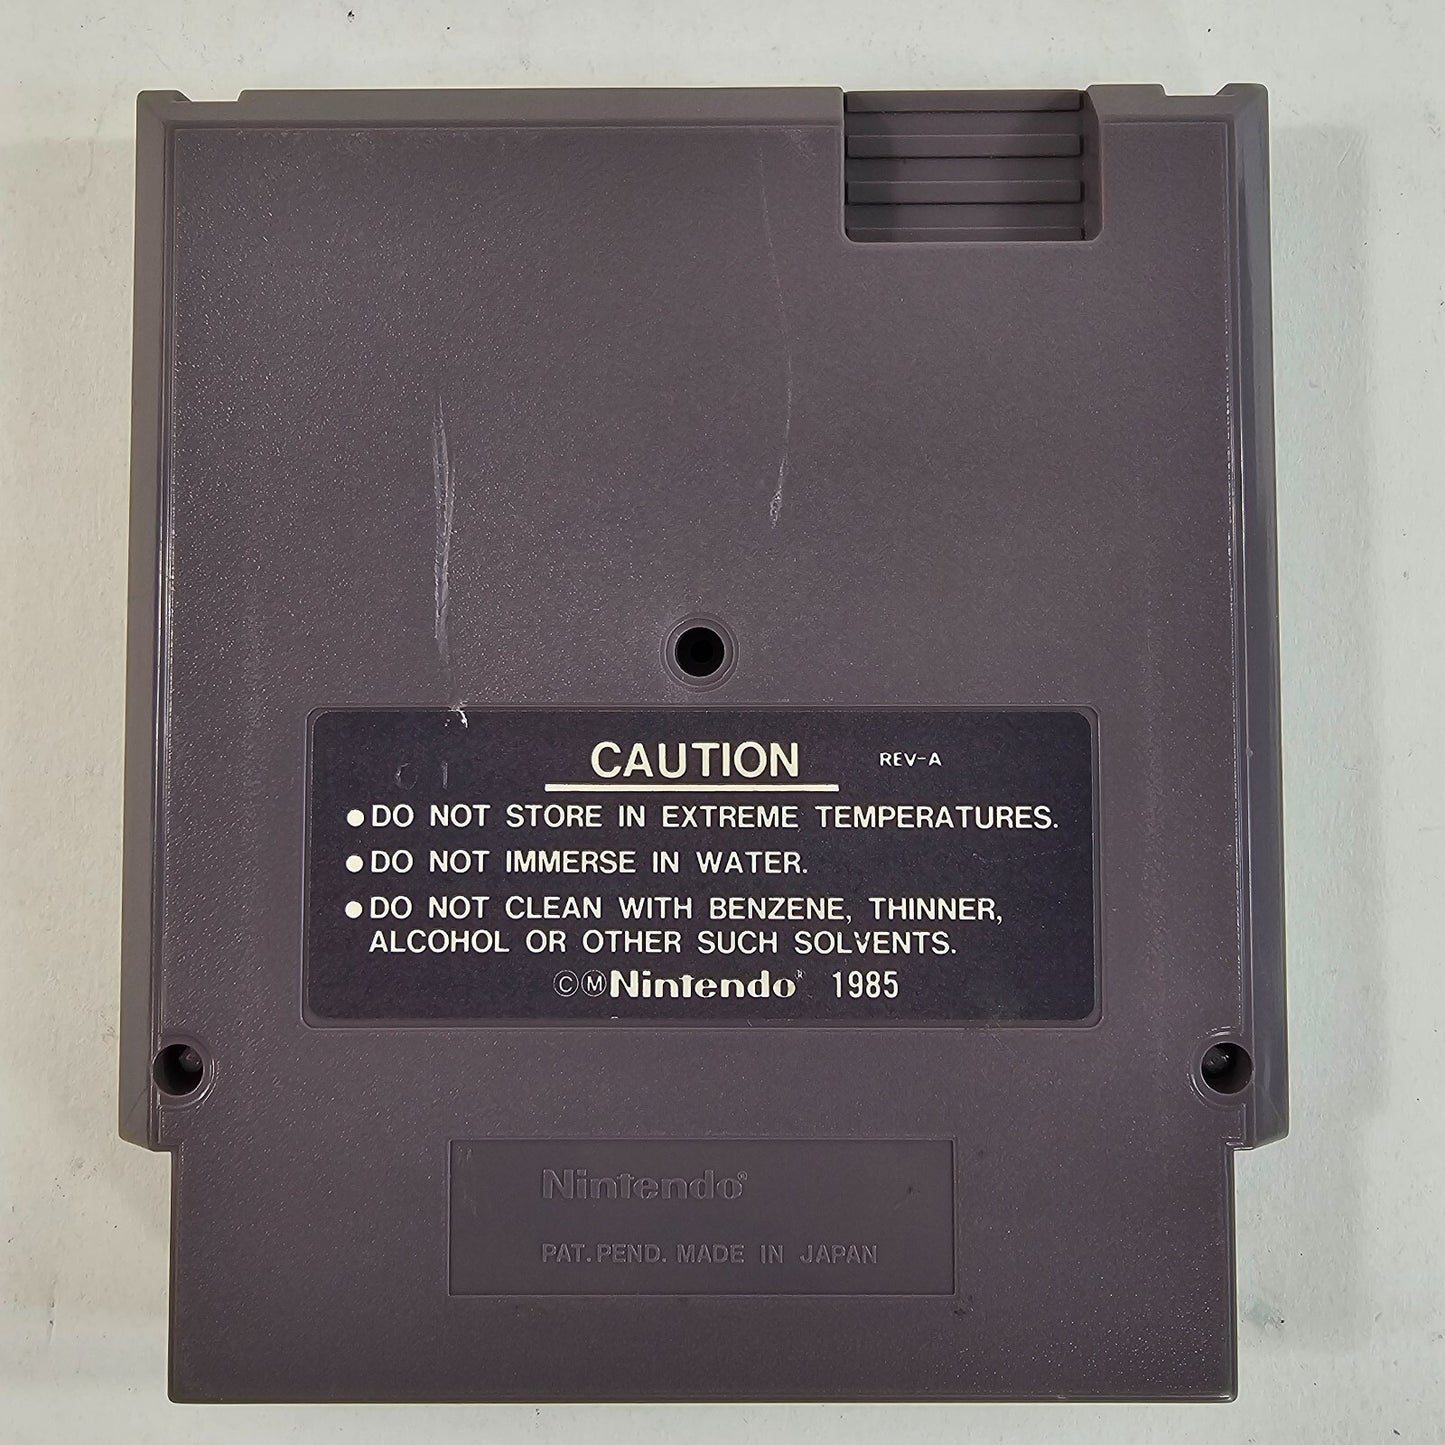 CAUTION REV-A
●DO NOT STORE IN EXTREME TEMPERATURES.
●DO NOT IMMERSE IN WATER.
●DO NOT CLEAN WITH BENZENE, THINNER,
ALCOHOL OR OTHER SUCH SOLVENTS.
ⒸⓂNintendo® 1985
Nintendo®
PAT. PEND. MADE IN JAPAN